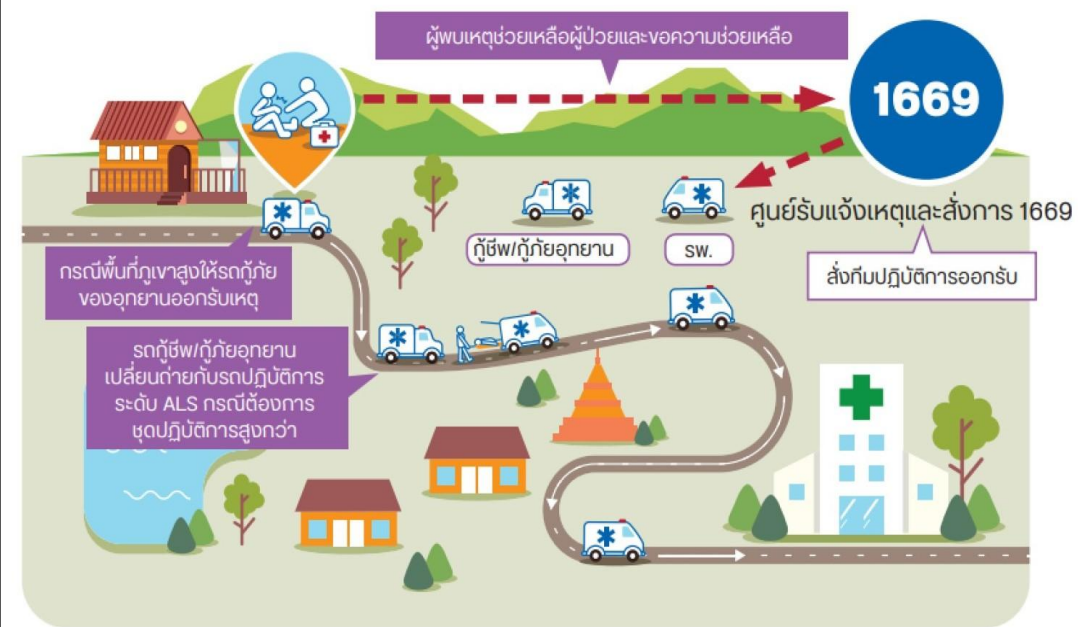 ผู้พบเหตุช่วยเหลือผู้ป่วยและขอความช่วยเหลือ
1669
ศูนย์รับแจ้งเหตุและสั่งการ 1669
กู้ชีพ/กู้ภัยอุทยาน
รพ.
สั่งทีมปฏิบัติการออกรับ
กรณีพื้นที่ภูเขาสูงให้รถกู้ภัย
ของอุทยานออกรับเหตุ
รถกู้ชีพ/กู้ภัยอุทยาน
เปลี่ยนถ่ายกับรถปฏิบัติการ
ระดับ ALS กรณีต้องการ
ชุดปฏิบัติการสูงกว่า